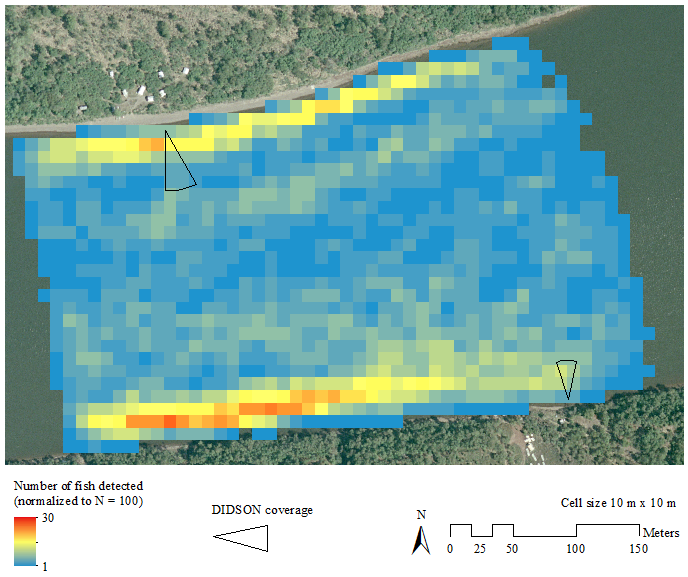 Number of fish detected
(normalized to N = 100)
30
1
DIDSON coverage
N
Cell size 10 m x 10 m
Meters
0 25 50 100 150